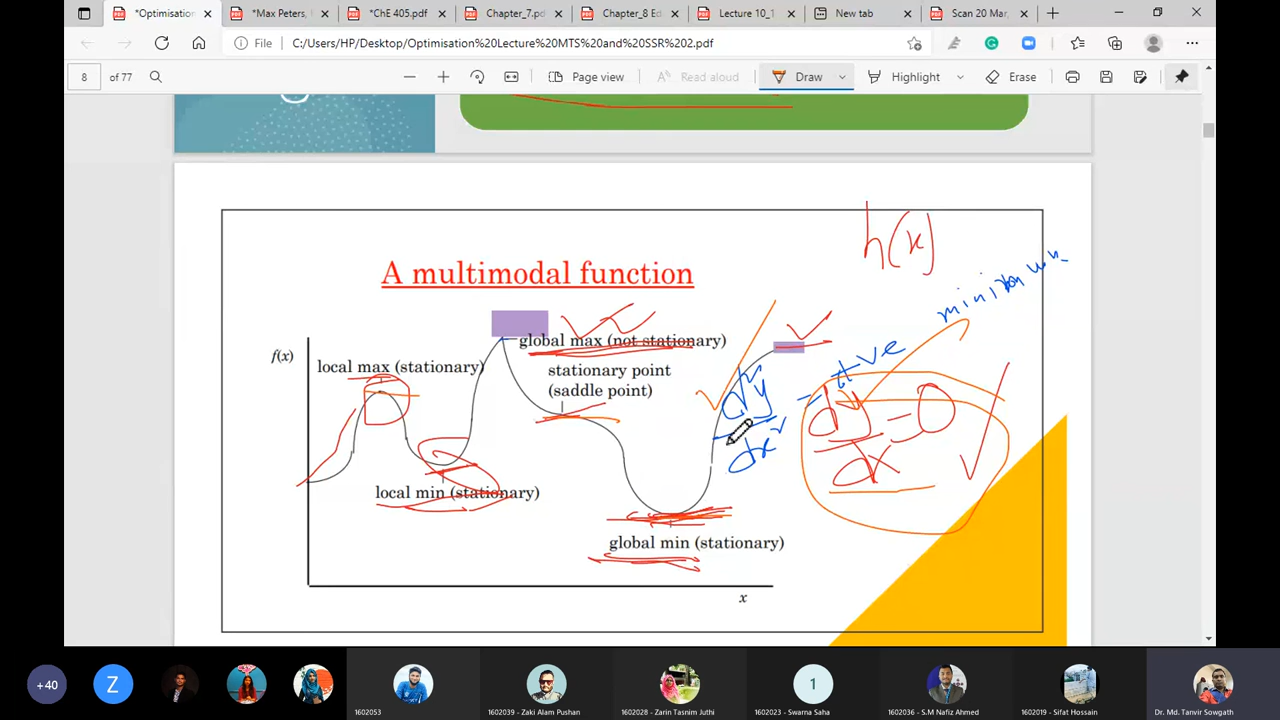 *Optimisation
*Max Peters,
*ChE 405.pdf
Chapter_7.pd
Chapter_8 Ed
Lecture 10_1
New tab
Scan 20 Mar,
File
C:/Users/HP/Desktop/Optimisation%20Lecture%20MTS%20and%20SSR%202.pdf
8 of 77
Page view
Read aloud
Draw
Highlight
Erase
h(x)
A multimodal function
minimum
f(x)
global max (not stationary)
local max (stationary)
stationary point
(saddle point)
d²y/dx² = +ve
dy/dx = 0
local min (stationary)
global min (stationary)
x
+40
Z
1
1602053
1602039 - Zaki Alam Pushan
1602028 - Zarin Tasnim Juthi
1602023 - Swarna Saha
1602036 - S.M Nafiz Ahmed
1602019 - Sifat Hossain
Dr. Md. Tanvir Sowgath